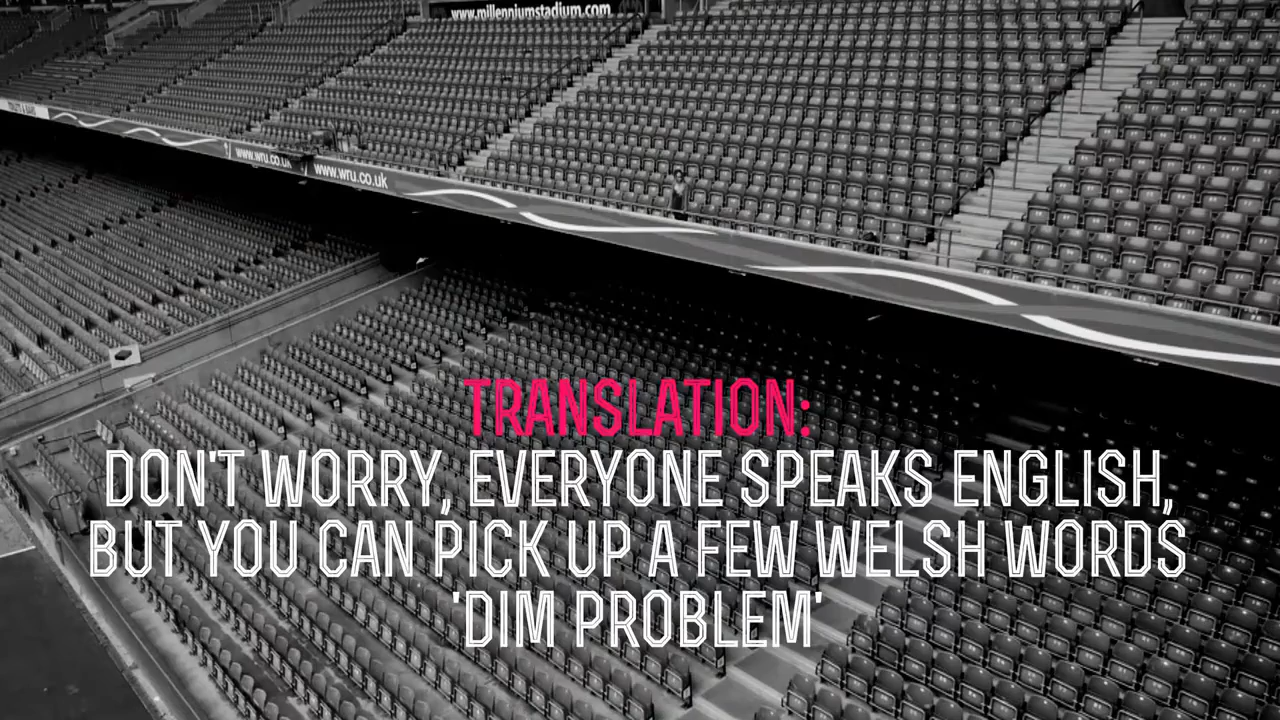 www.millenniumstadium.com
www.wru.co.uk
www.wru.co.uk
TRANSLATION:
DON'T WORRY, EVERYONE SPEAKS ENGLISH,
BUT YOU CAN PICK UP A FEW WELSH WORDS
'DIM PROBLEM'